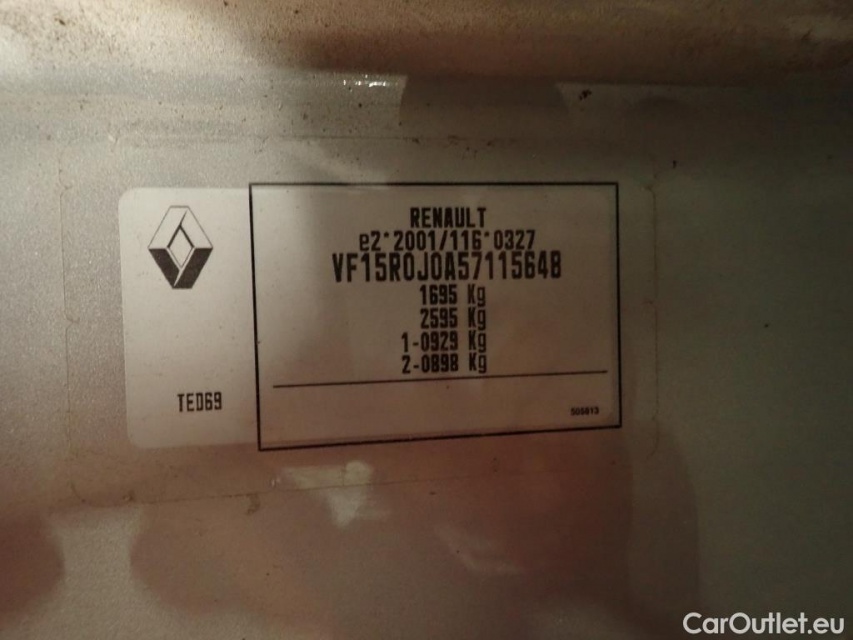 RENAULT
e2*2001/116*0327
VF15R0J0A57115648
1695 Kg
2595 Kg
1-0929 Kg
2-0898 Kg
TED69
505813
CarOutlet.eu